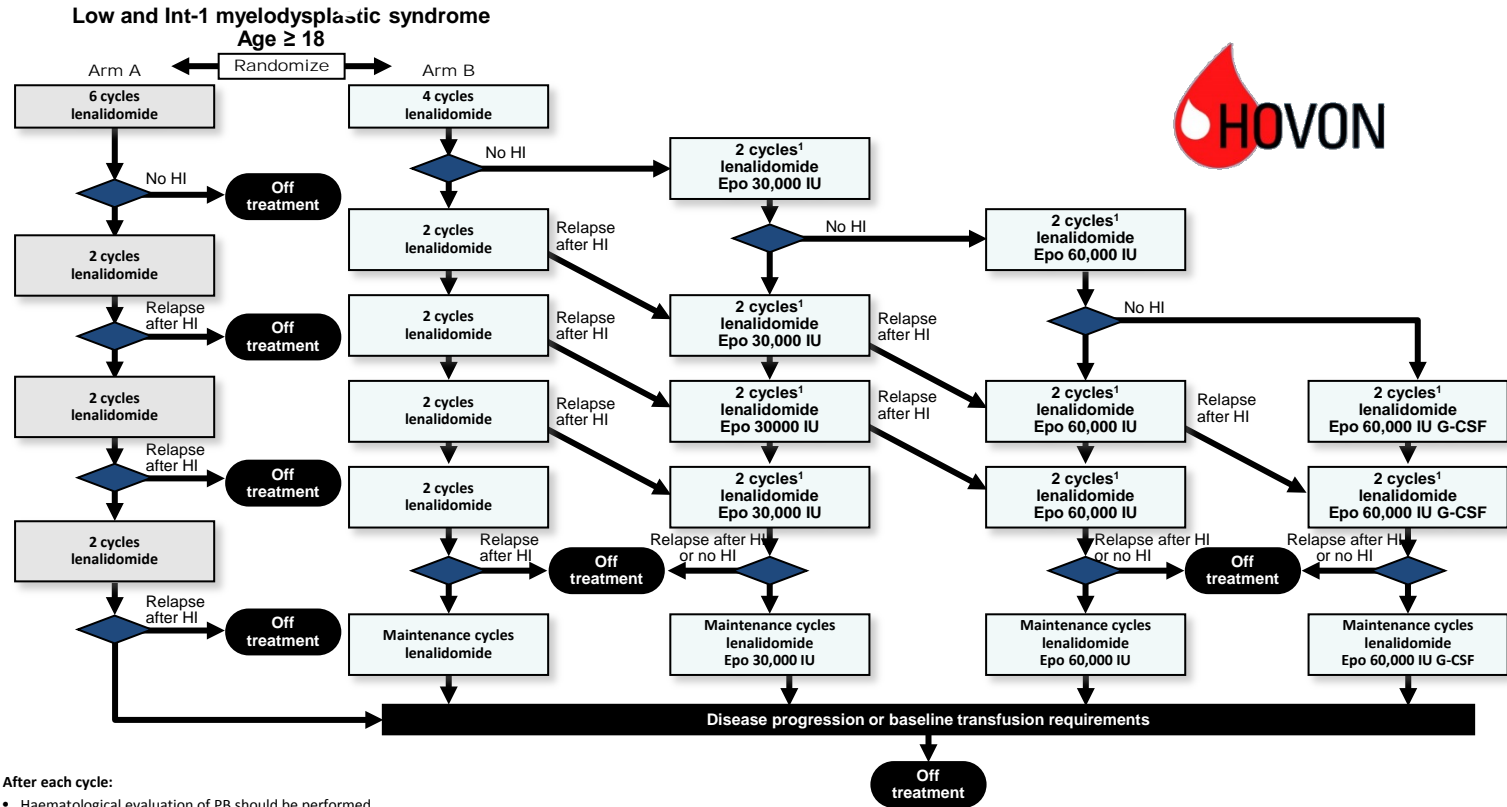 Low and Int-1 myelodysplastic syndrome
Age ≥ 18
Randomize
Arm A
Arm B
HOVON
6 cycles
lenalidomide
No HI
Off
treatment
2 cycles
lenalidomide
Relapse
after HI
Off
treatment
2 cycles
lenalidomide
Relapse
after HI
Off
treatment
2 cycles
lenalidomide
Relapse
after HI
Off
treatment
4 cycles
lenalidomide
No HI
2 cycles
lenalidomide
Relapse
after HI
2 cycles
lenalidomide
Relapse
after HI
2 cycles
lenalidomide
Relapse
after HI
2 cycles
lenalidomide
Relapse
after HI
Off
treatment
Maintenance cycles
lenalidomide
2 cycles¹
lenalidomide
Epo 30,000 IU
No HI
2 cycles¹
lenalidomide
Epo 30,000 IU
Relapse
after HI
2 cycles¹
lenalidomide
Epo 30000 IU
Relapse
after HI
2 cycles¹
lenalidomide
Epo 30,000 IU
Relapse after HI
or no HI
Maintenance cycles
lenalidomide
Epo 30,000 IU
2 cycles¹
lenalidomide
Epo 60,000 IU
No HI
2 cycles¹
lenalidomide
Epo 60,000 IU
Relapse
after HI
2 cycles¹
lenalidomide
Epo 60,000 IU
Relapse after HI
or no HI
Off
treatment
Maintenance cycles
lenalidomide
Epo 60,000 IU
2 cycles¹
lenalidomide
Epo 60,000 IU G-CSF
2 cycles¹
lenalidomide
Epo 60,000 IU G-CSF
Relapse after HI
or no HI
Maintenance cycles
lenalidomide
Epo 60,000 IU G-CSF
Disease progression or baseline transfusion requirements
Off
treatment
After each cycle:
• Haematological evaluation of PB should be performed